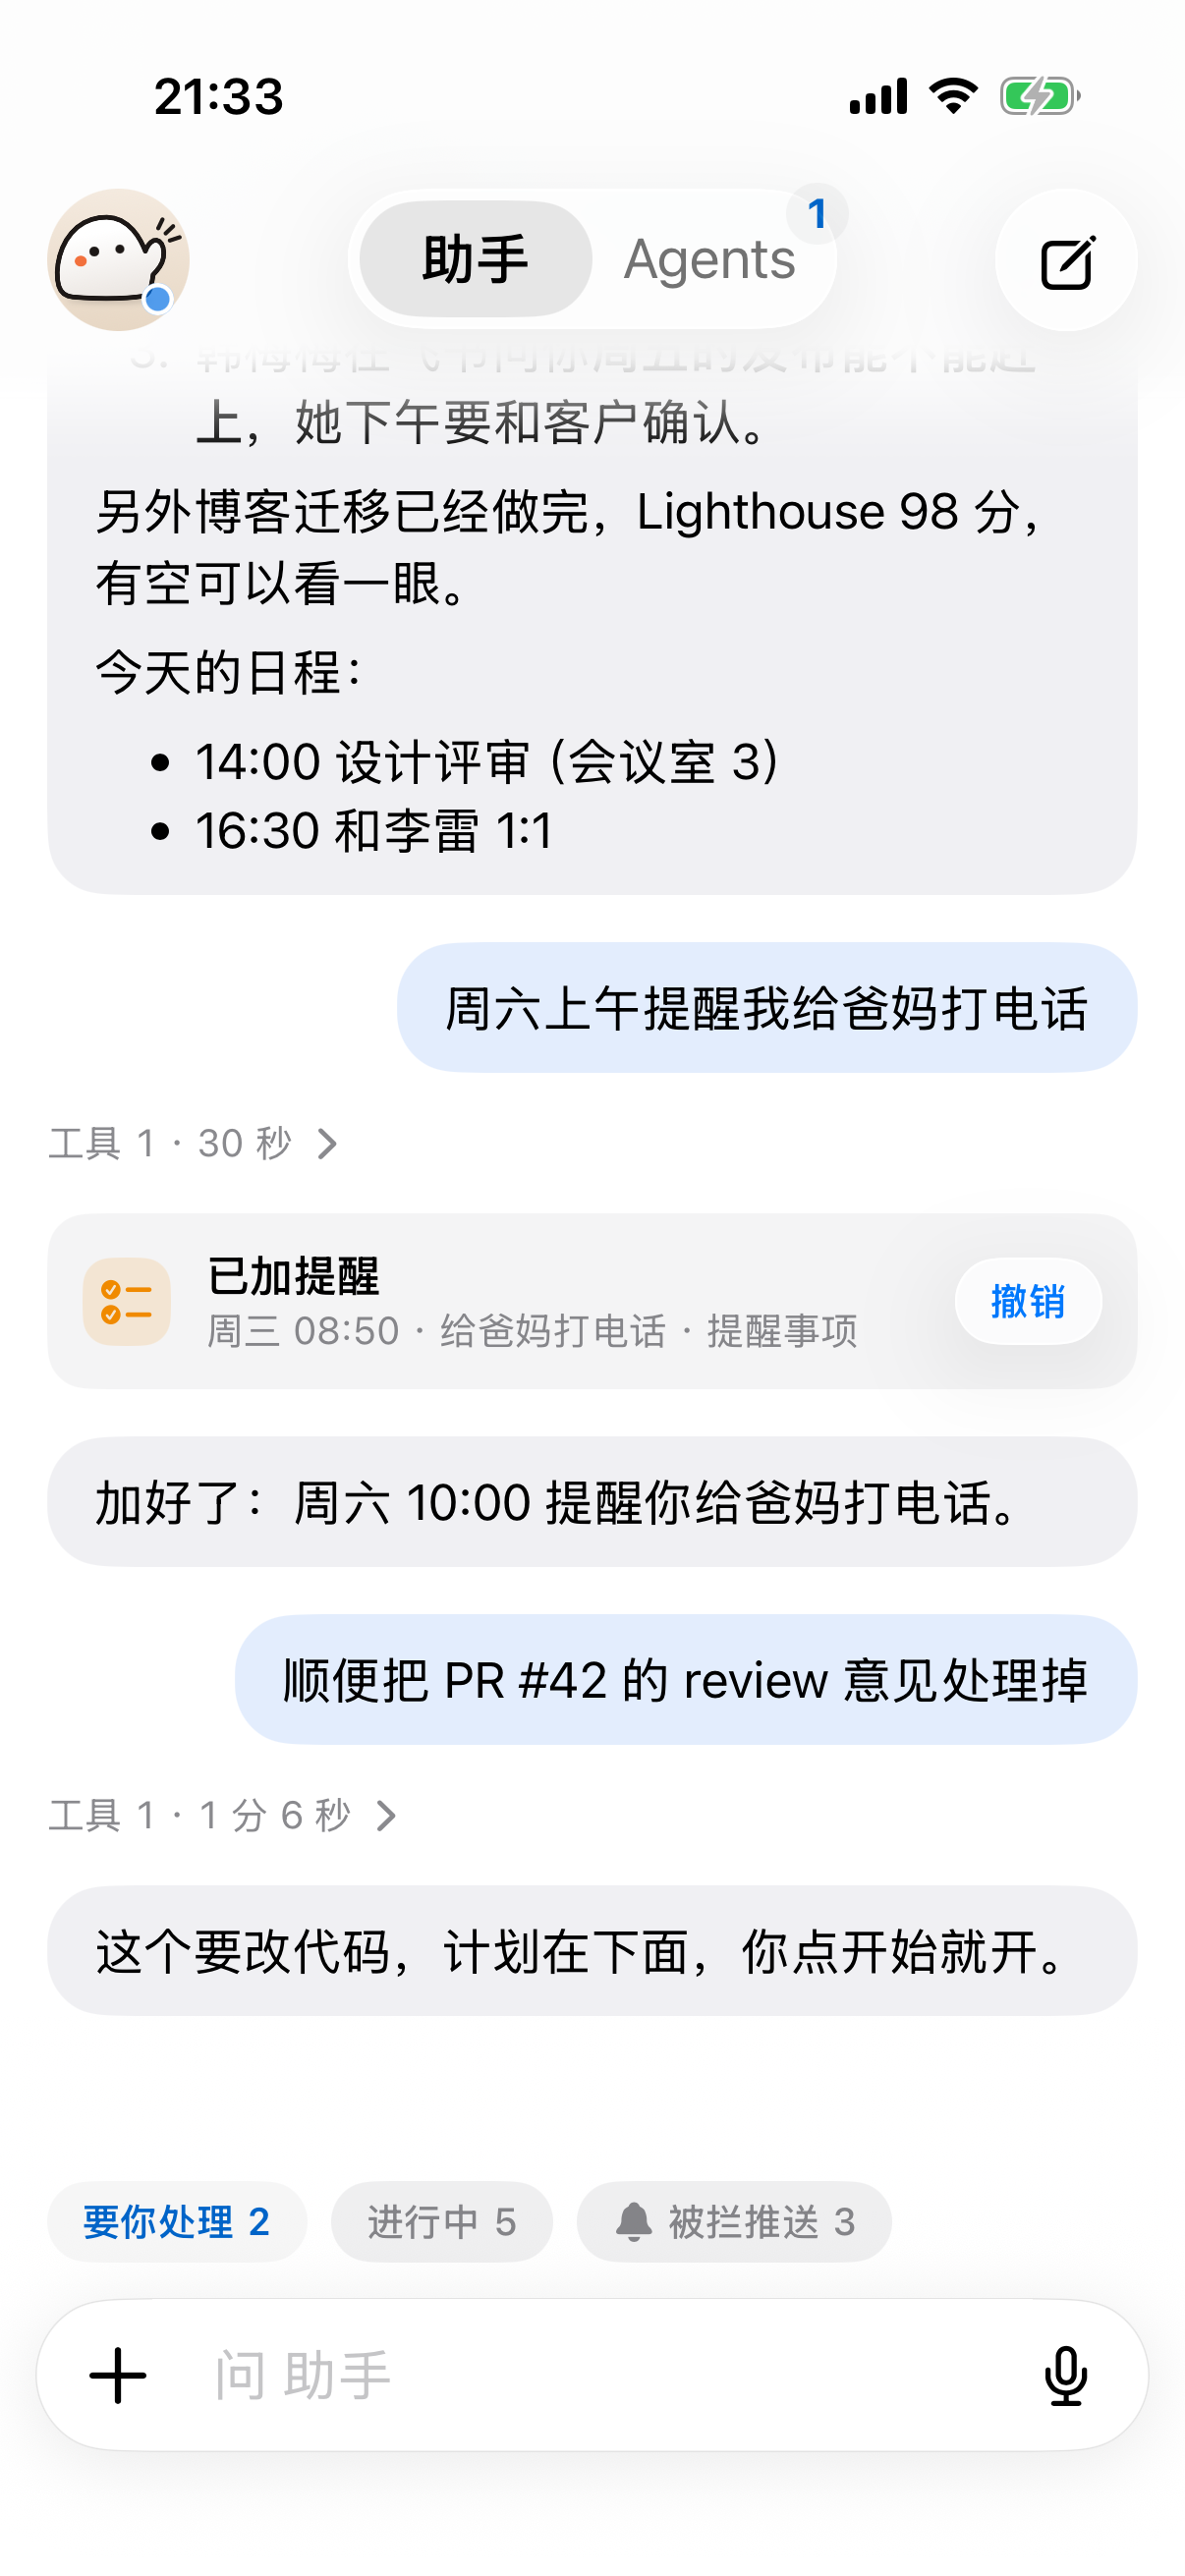 21:33
助手
Agents
1
上，她下午要和客户确认。
另外博客迁移已经做完，Lighthouse 98 分，
有空可以看一眼。
今天的日程：
• 14:00 设计评审（会议室 3）
• 16:30 和李雷 1:1
周六上午提醒我给爸妈打电话
工具 1 · 30 秒
已加提醒
周三 08:50 · 给爸妈打电话 · 提醒事项
撤销
加好了：周六 10:00 提醒你给爸妈打电话。
顺便把 PR #42 的 review 意见处理掉
工具 1 · 1 分 6 秒
这个要改代码，计划在下面，你点开始就开。
要你处理 2
进行中 5
被拦推送 3
问 助手